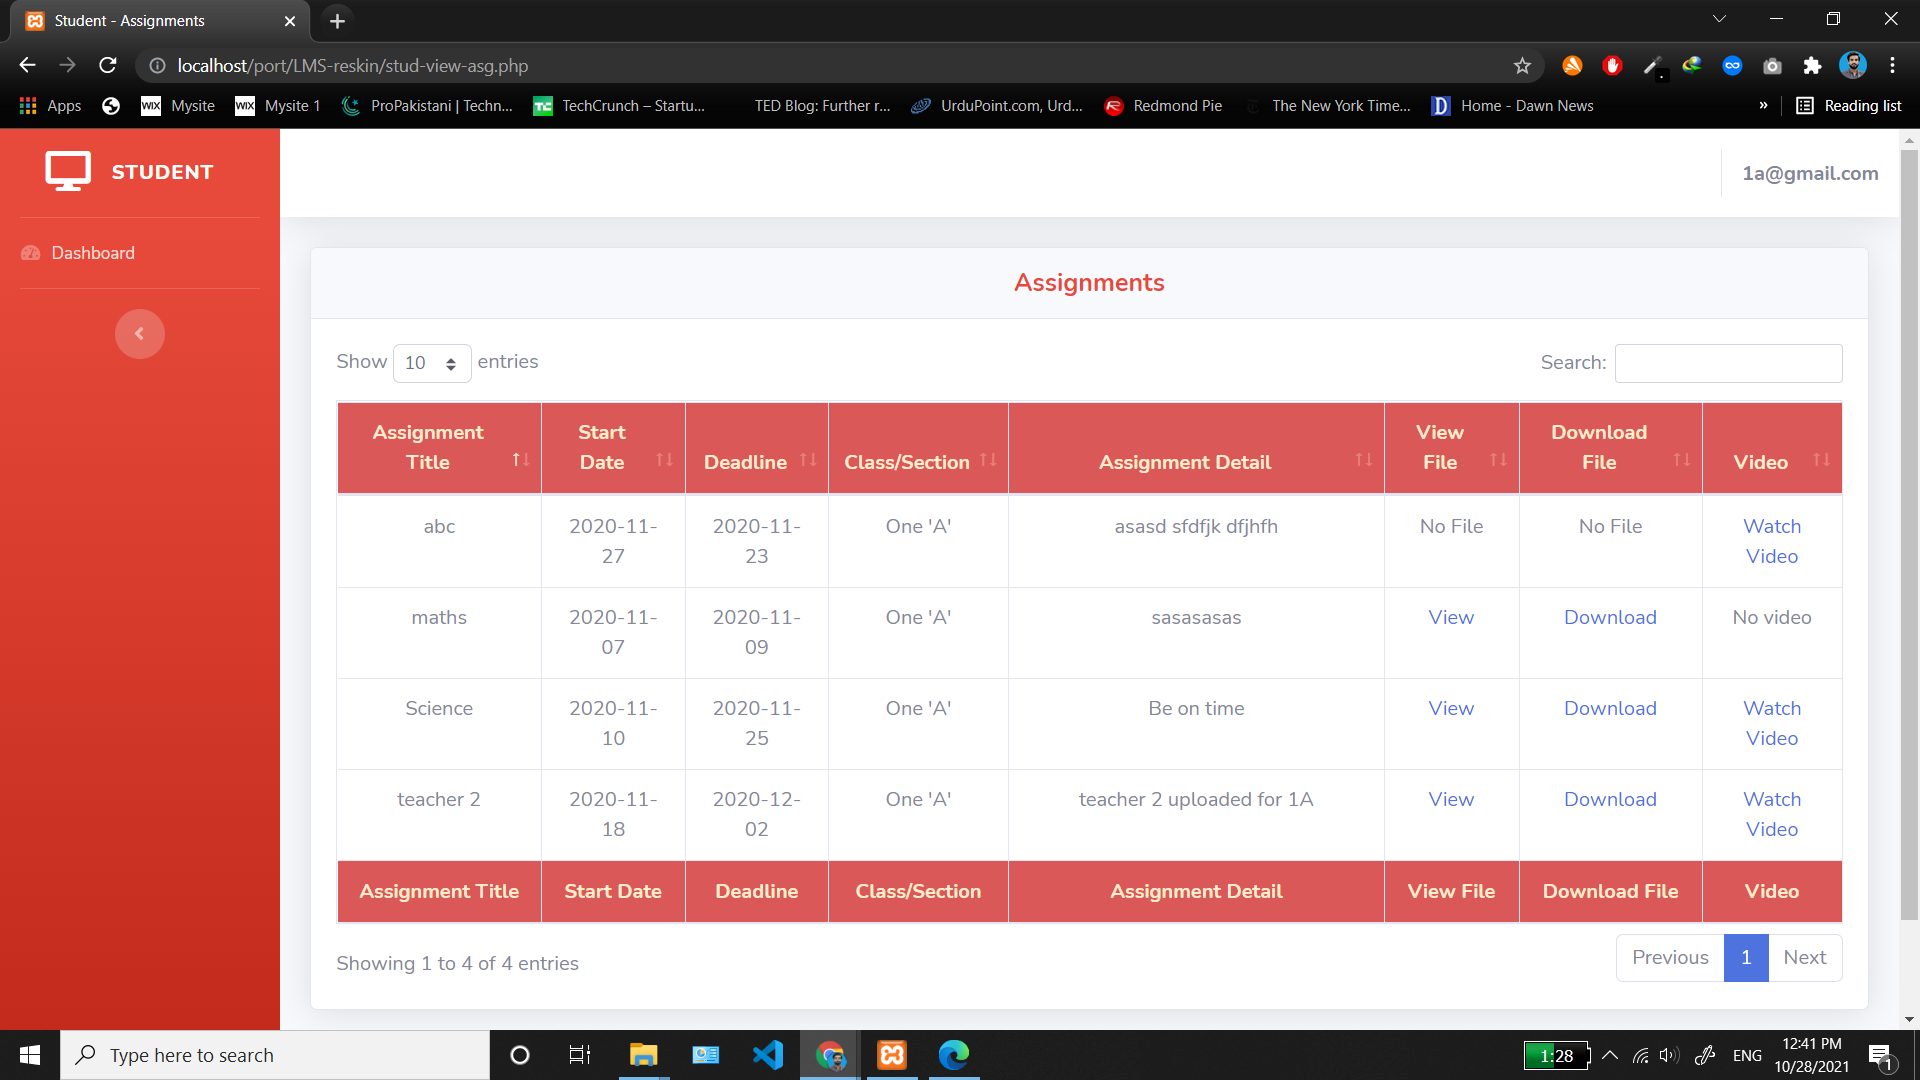 Student - Assignments
localhost/port/LMS-reskin/stud-view-asg.php
Apps
WIX Mysite
WIX Mysite 1
ProPakistani | Techn...
TC TechCrunch – Startu...
TED Blog: Further r...
UrduPoint.com, Urd...
Redmond Pie
The New York Time...
D Home - Dawn News
»
Reading list
STUDENT
1a@gmail.com
Dashboard
Assignments
Show 10 entries
Search:
Assignment Title Start Date Deadline Class/Section Assignment Detail View File Download File Video
abc 2020-11-27 2020-11-23 One 'A' asasd sfdfjk dfjhfh No File No File Watch Video
maths 2020-11-07 2020-11-09 One 'A' sasasasas View Download No video
Science 2020-11-10 2020-11-25 One 'A' Be on time View Download Watch Video
teacher 2 2020-11-18 2020-12-02 One 'A' teacher 2 uploaded for 1A View Download Watch Video
Assignment Title Start Date Deadline Class/Section Assignment Detail View File Download File Video
Showing 1 to 4 of 4 entries
Previous 1 Next
Type here to search
1:28
ENG
12:41 PM
10/28/2021
1